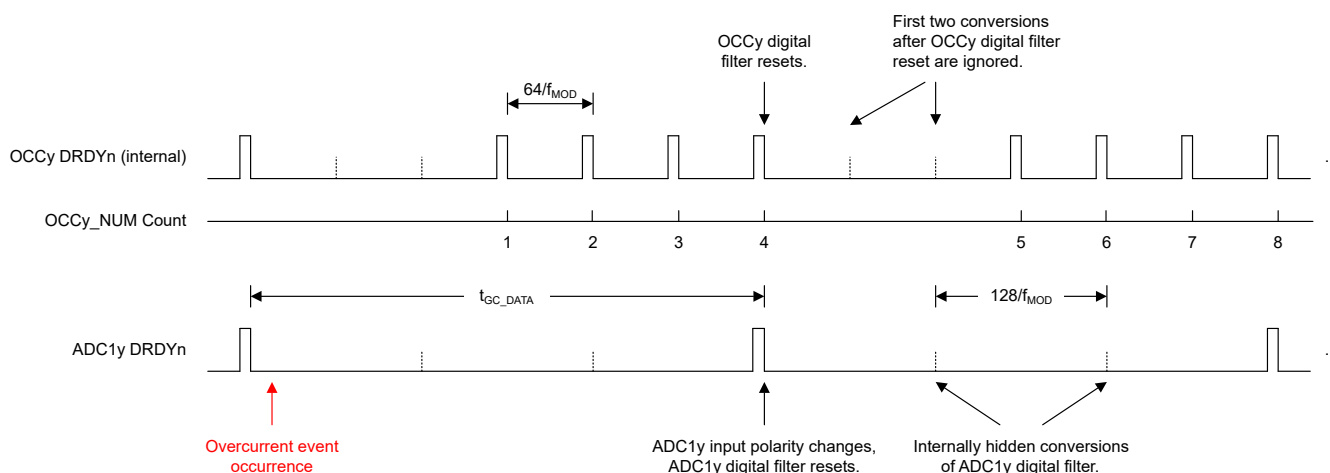 OCCy digital
filter resets.
First two conversions
after OCCy digital filter
reset are ignored.
64/fMOD
OCCy DRDYn (internal)
OCCy_NUM Count
1 2 3 4 5 6 7 8
tGC_DATA
128/fMOD
ADC1y DRDYn
Overcurrent event
occurrence
ADC1y input polarity changes,
ADC1y digital filter resets.
Internally hidden conversions
of ADC1y digital filter.